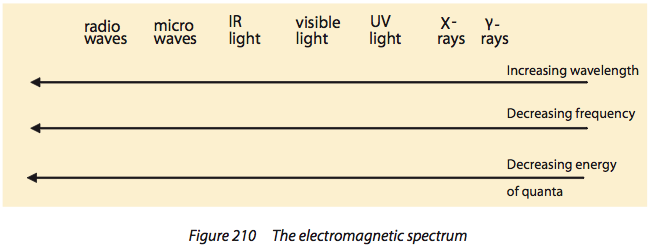 radio waves
micro waves
IR light
visible light
UV light
X-rays
γ-rays
Increasing wavelength
Decreasing frequency
Decreasing energy
of quanta
Figure 210 The electromagnetic spectrum